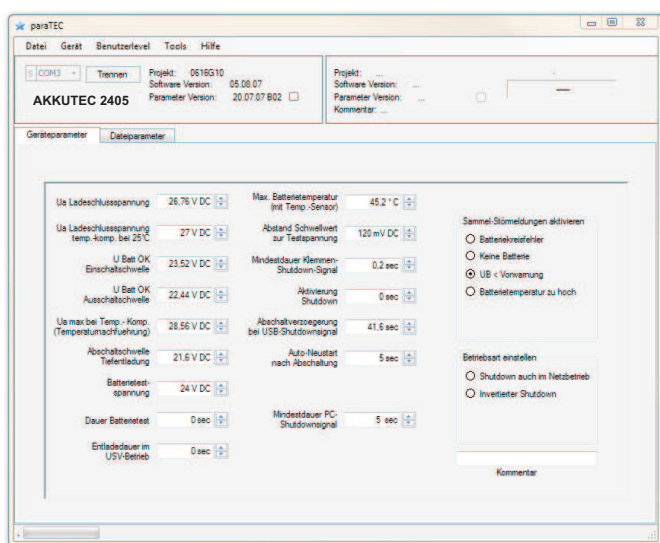 paraTEC
Datei Gerät Benutzerlevel Tools Hilfe
COM3 Trennen
AKKUTEC 2405
Projekt: 0616G10
Software Version: 05.08.07
Parameter Version: 20.07.07 B02
Projekt: ...
Software Version: ...
Parameter Version: ...
Kommentar: ...
Geräteparameter Dateiparameter
Ua Ladeschlussspannung 26,76 V DC
Ua Ladeschlussspannung
temp.-komp. bei 25°C 27 V DC
U Batt OK
Einschaltschwelle 23,52 V DC
U Batt OK
Ausschaltschwelle 22,44 V DC
Ua max bei Temp.- Komp.
(Temperaturnachfuehrung) 28,56 V DC
Abschaltschwelle
Tiefentladung 21,6 V DC
Batterietest-
spannung 24 V DC
Dauer Batterietest 0 sec
Entladedauer im
USV-Betrieb 0 sec
Max. Batterietemperatur
(mit Temp.-Sensor) 45,2 ° C
Abstand Schwellwert
zur Testspannung 120 mV DC
Mindestdauer Klemmen-
Shutdown-Signal 0,2 sec
Aktivierung
Shutdown 0 sec
Abschaltverzoegerung
bei USB-Shutdownsignal 41,6 sec
Auto-Neustart
nach Abschaltung 5 sec
Mindestdauer PC-
Shutdownsignal 5 sec
Sammel-Störmeldungen aktivieren
Batteriekreisfehler
Keine Batterie
UB < Vorwarnung
Batterietemperatur zu hoch
Betriebsart einstellen
Shutdown auch im Netzbetrieb
Invertierter Shutdown
Kommentar